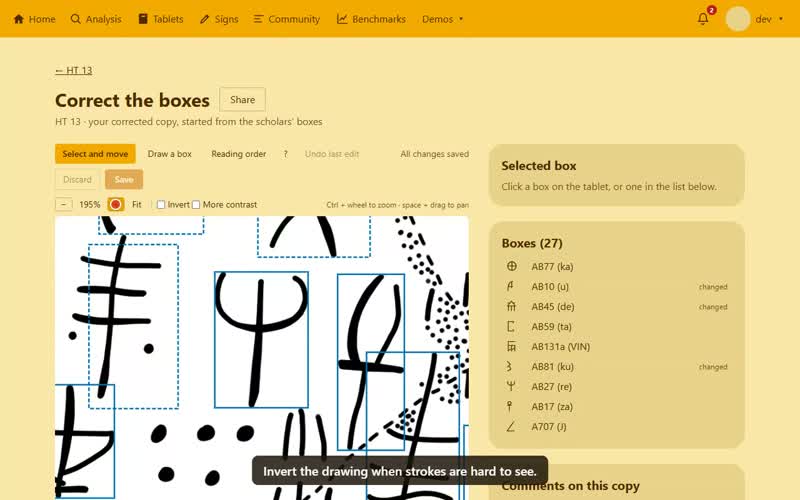 Home Analysis Tablets Signs Community Benchmarks Demos 2 dev
← HT 13
Correct the boxes Share
HT 13 · your corrected copy, started from the scholars' boxes
Select and move Draw a box Reading order ? Undo last edit All changes saved
Discard Save
− 195% Fit Invert More contrast Ctrl + wheel to zoom · space + drag to pan
Selected box
Click a box on the tablet, or one in the list below.
Boxes (27)
AB77 (ka)
AB10 (u) changed
AB45 (de) changed
AB59 (ta)
AB131a (VIN)
AB81 (ku) changed
AB27 (re)
AB17 (za)
A707 (J)
Comments on this copy
Invert the drawing when strokes are hard to see.